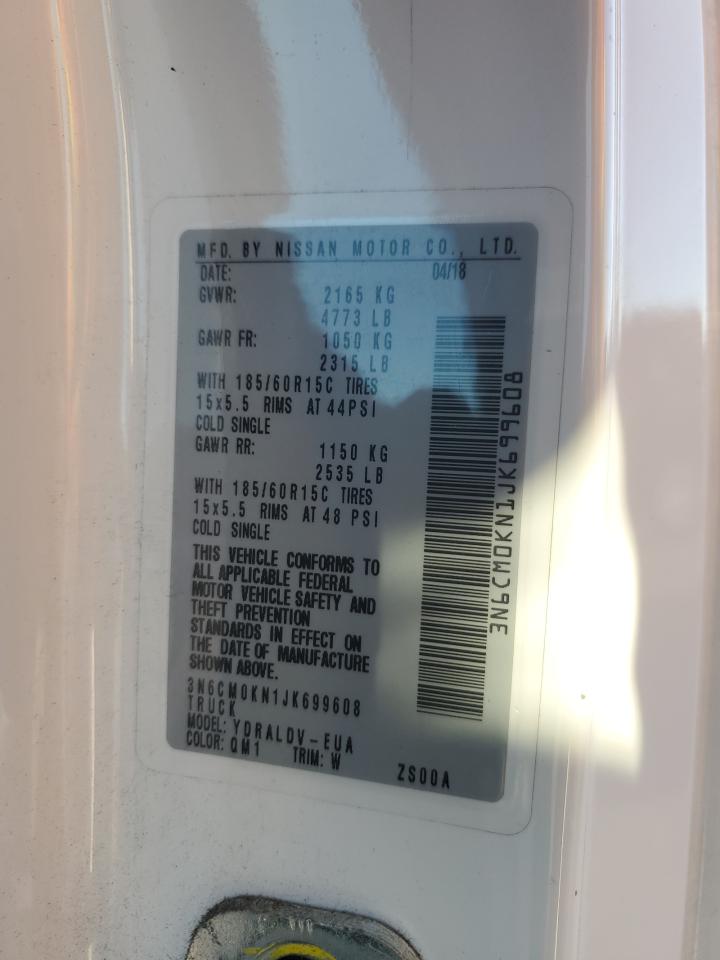 MFD. BY NISSAN MOTOR CO., LTD.
DATE: 04/18
GVWR: 2165 KG
4773 LB
GAWR FR: 1050 KG
2315 LB
WITH 185/60R15C TIRES
15x5.5 RIMS AT 44PSI
COLD SINGLE
GAWR RR: 1150 KG
2535 LB
WITH 185/60R15C TIRES
15x5.5 RIMS AT 48 PSI
COLD SINGLE
THIS VEHICLE CONFORMS TO
ALL APPLICABLE FEDERAL
MOTOR VEHICLE SAFETY AND
THEFT PREVENTION
STANDARDS IN EFFECT ON
THE DATE OF MANUFACTURE
SHOWN ABOVE.
3N6CM0KN1JK699608
TRUCK
MODEL: YDRALDV-EUA
COLOR: QM1 TRIM: W ZS00A
3N6CM0KN1JK699608